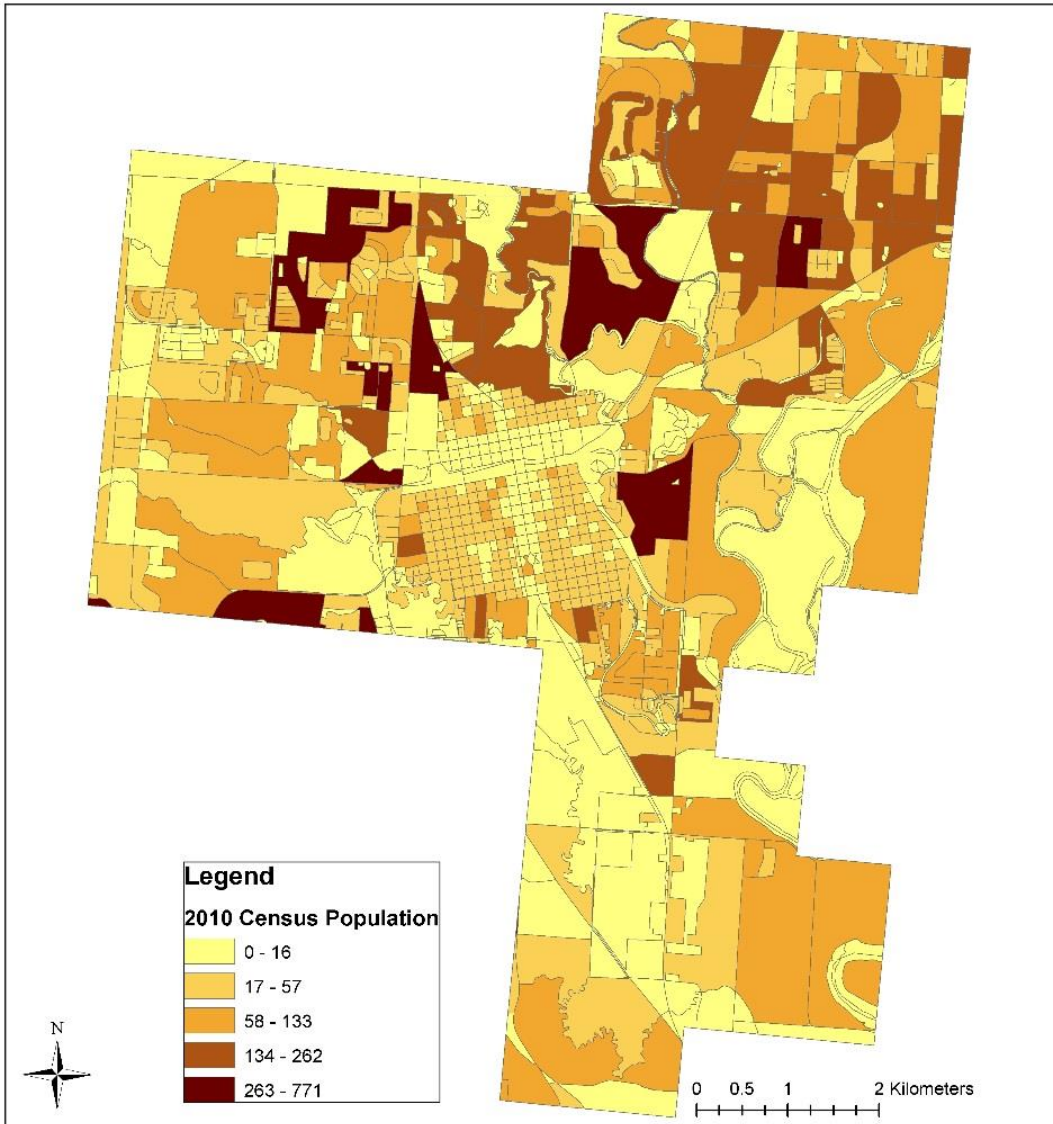 Legend
2010 Census Population
0 - 16
17 - 57
58 - 133
134 - 262
263 - 771
N
0 0.5 1 2 Kilometers